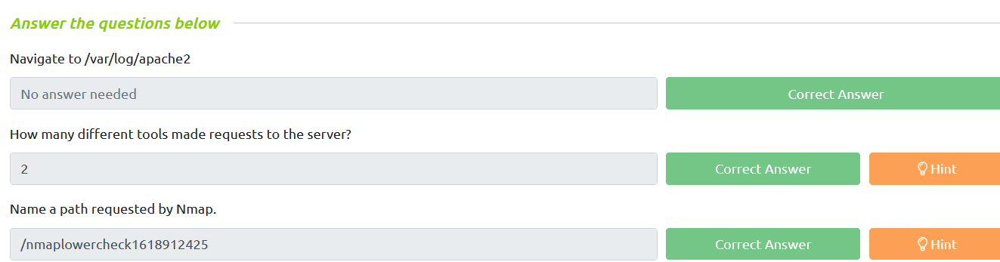 Answer the questions below
Navigate to /var/log/apache2
No answer needed
Correct Answer
How many different tools made requests to the server?
2
Correct Answer
Hint
Name a path requested by Nmap.
/nmaplowercheck1618912425
Correct Answer
Hint